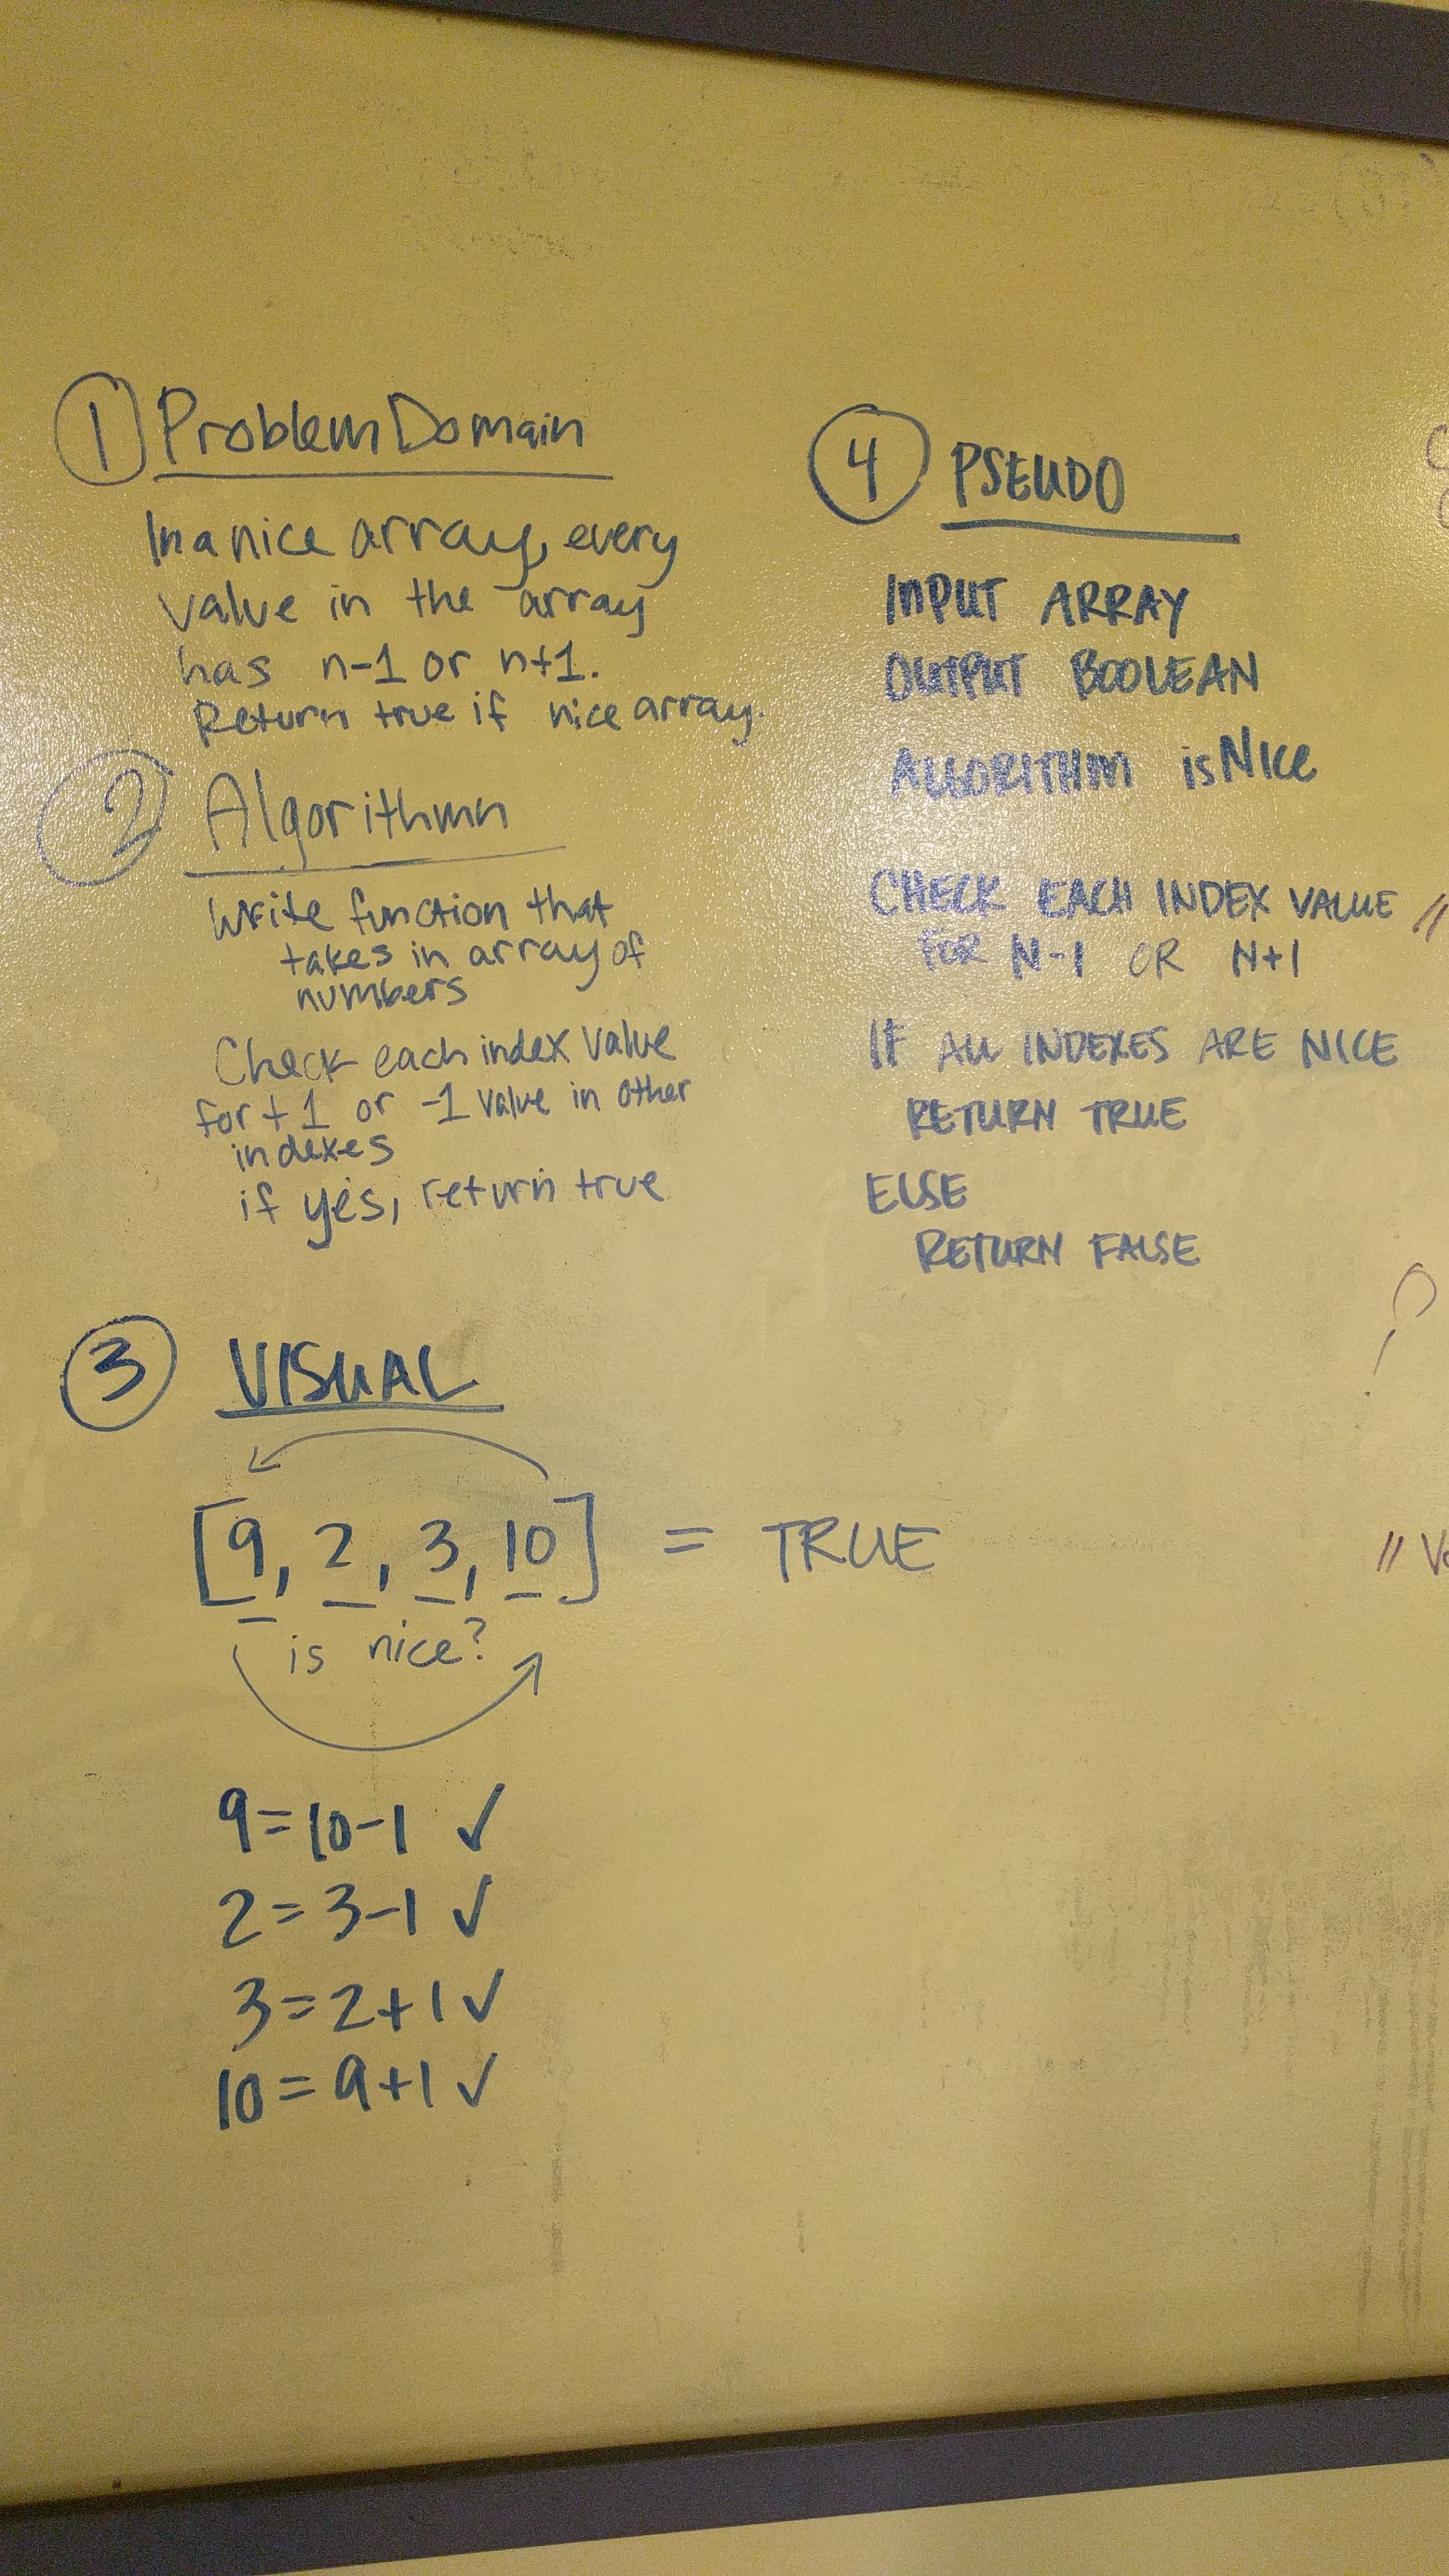 1 Problem Domain
In a nice array, every
value in the array
has n-1 or n+1.
Return true if nice array.
2 Algorithmn
Write function that
takes in array of
numbers
Check each index value
for +1 or -1 value in other
indexes
if yes, return true
3 VISUAL
[9, 2, 3, 10] = TRUE
is nice?
9=10-1 ✓
2=3-1 ✓
3=2+1 ✓
10=9+1 ✓
4 PSEUDO
INPUT ARRAY
OUTPUT BOOLEAN
ALGORITHM isNice
CHECK EACH INDEX VALUE //
FOR N-1 OR N+1
IF ALL INDEXES ARE NICE
RETURN TRUE
ELSE
RETURN FALSE
//